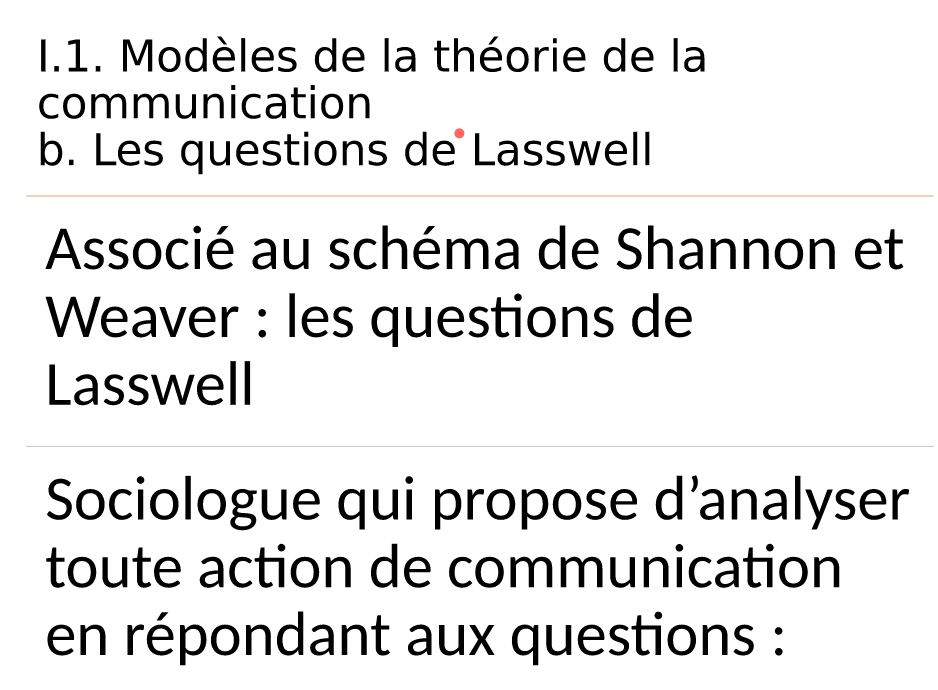 I.1. Modèles de la théorie de la
communication
b. Les questions de Lasswell
Associé au schéma de Shannon et
Weaver : les questions de
Lasswell
Sociologue qui propose d’analyser
toute action de communication
en répondant aux questions :